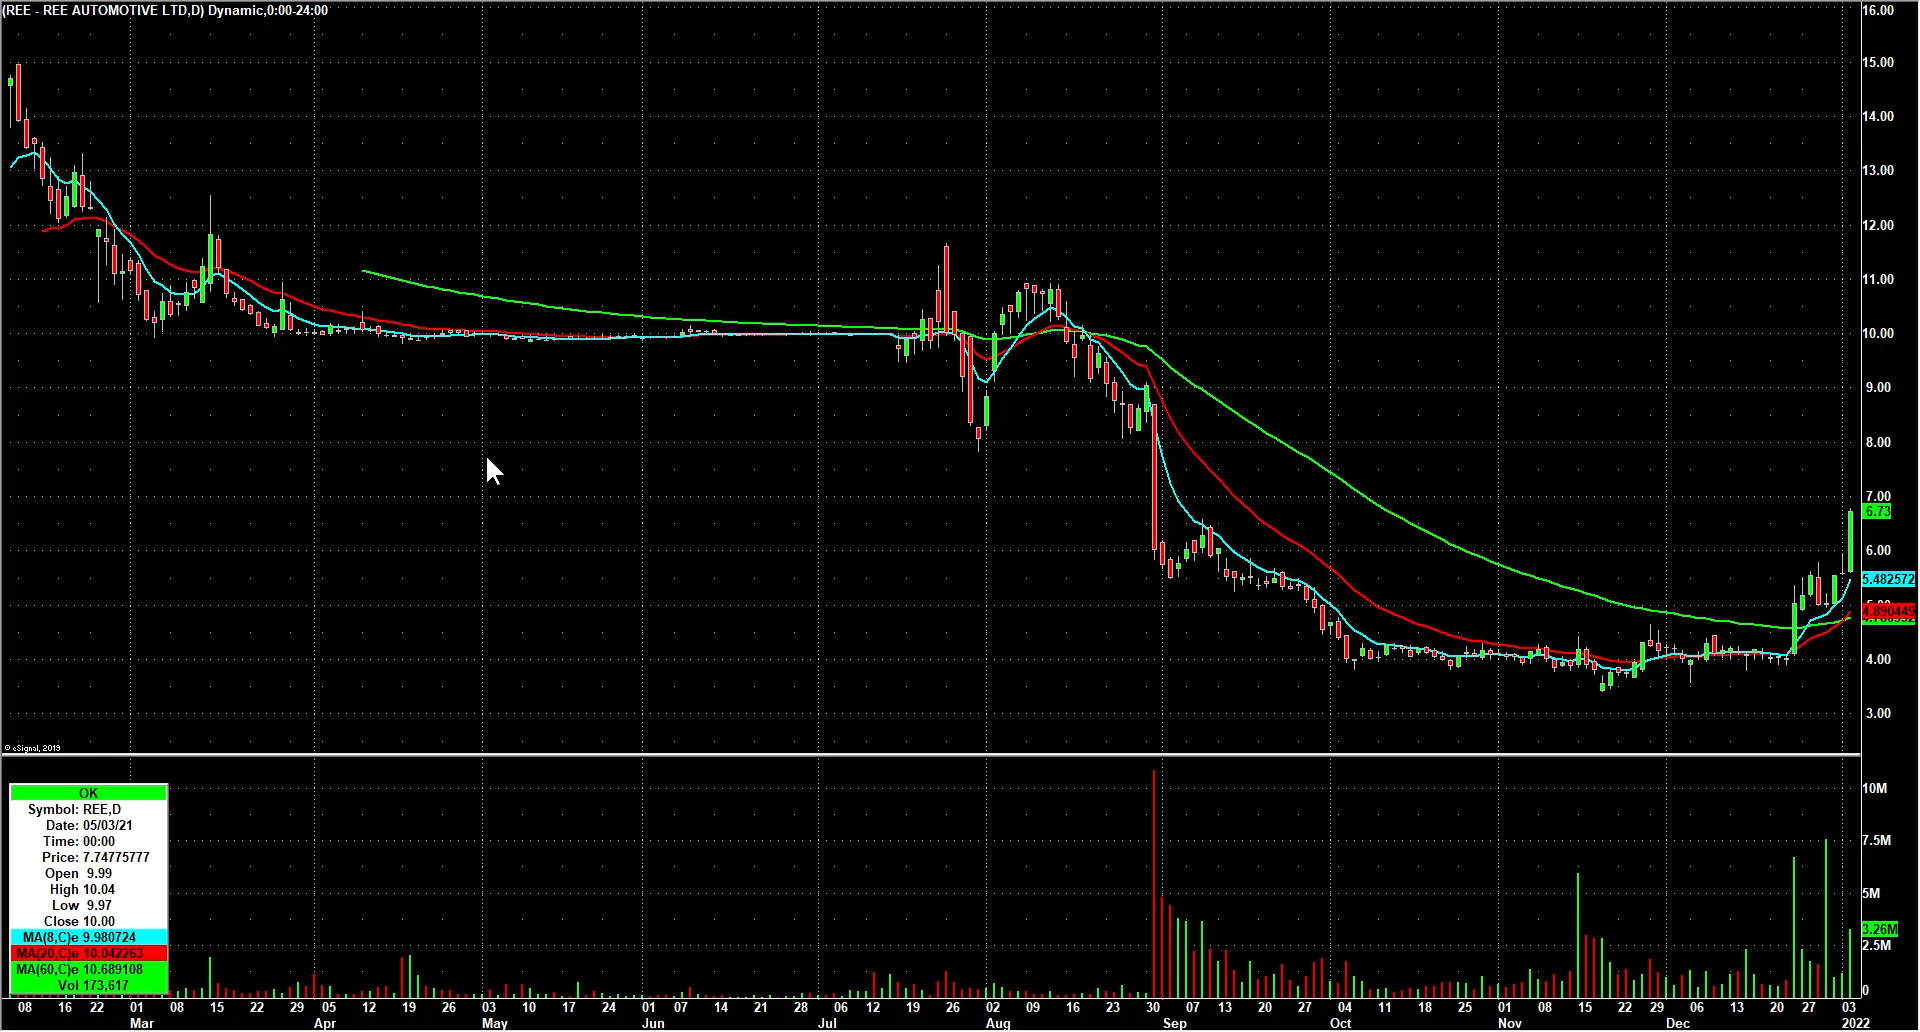 (REE - REE AUTOMOTIVE LTD,D) Dynamic,0:00-24:00
16.00
15.00
14.00
13.00
12.00
11.00
10.00
9.00
8.00
7.00
6.73
6.00
5.482572
4.890449
4.00
3.00
© eSignal, 2019
10M
7.5M
5M
3.26M
2.5M
0
OK
Symbol: REE,D
Date: 05/03/21
Time: 00:00
Price: 7.74775777
Open 9.99
High 10.04
Low 9.97
Close 10.00
MA(8,C)e 9.980724
MA(20,C)e 10.042263
MA(60,C)e 10.689108
Vol 173,617
08 16 22 01 08 15 22 29 05 12 19 26 03 10 17 24 01 07 14 21 28 06 12 19 26 02 09 16 23 30 07 13 20 27 04 11 18 25 01 08 15 22 29 06 13 20 27 03
Mar Apr May Jun Jul Aug Sep Oct Nov Dec 2022